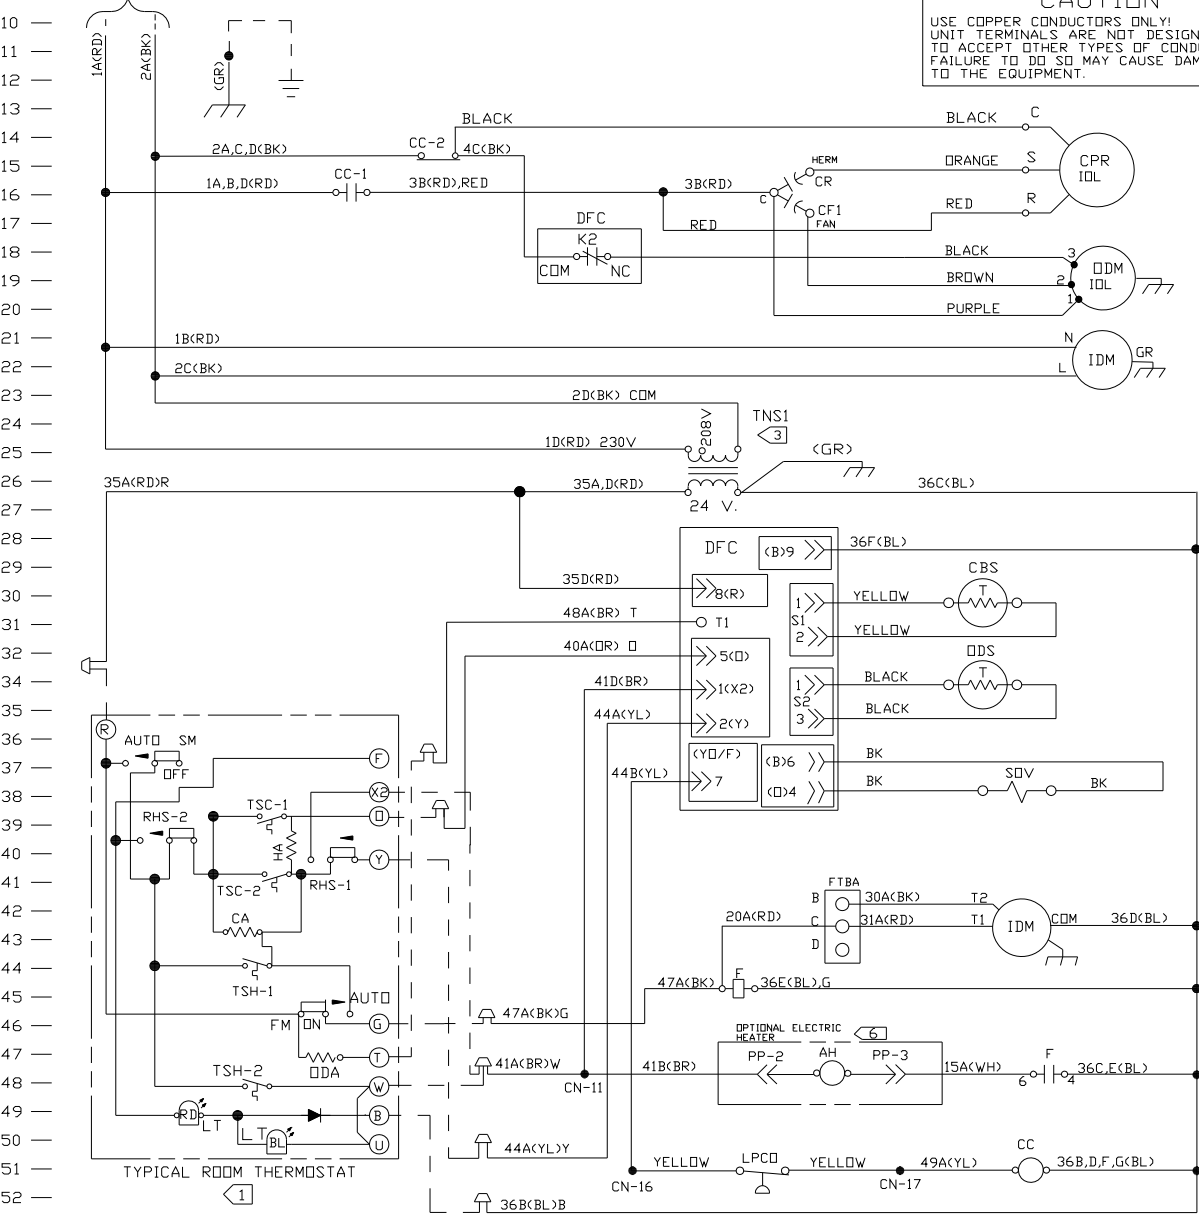 CAUTION
USE COPPER CONDUCTORS ONLY!
UNIT TERMINALS ARE NOT DESIGN
TO ACCEPT OTHER TYPES OF COND
FAILURE TO DO SO MAY CAUSE DAM
TO THE EQUIPMENT.
10
11
12
13
14
15
16
17
18
19
20
21
22
23
24
25
26
27
28
29
30
31
32
34
35
36
37
38
39
40
41
42
43
44
45
46
47
48
49
50
51
52
1A(RD)
2A(BK)
(GR)
BLACK
BLACK
C
2A,C,D(BK)
CC-2
4C(BK)
HERM
ORANGE
S
CPR
IOL
1A,B,D(RD)
CC-1
3B(RD),RED
3B(RD)
C
CR
CF1
FAN
RED
R
RED
DFC
K2
COM
NC
BLACK
3
BROWN
2
ODM
IOL
PURPLE
1
1B(RD)
N
IDM
GR
2C(BK)
L
2D(BK) COM
208V
TNS1
3
1D(RD) 230V
(GR)
35A(RD)R
35A,D(RD)
24 V.
36C(BL)
DFC
(B)9
36F(BL)
35D(RD)
8(R)
CBS
T
1
S1
2
YELLOW
YELLOW
48A(BR) T
T1
40A(OR) O
5(O)
41D(BR)
1(X2)
44A(YL)
2(Y)
ODS
T
1
S2
3
BLACK
BLACK
(YO/F)
7
44B(YL)
(B)6
(O)4
BK
BK
SOV
BK
R
AUTO
SM
OFF
F
X2
O
RHS-2
TSC-1
HA
Y
TSC-2
RHS-1
CA
TSH-1
AUTO
FM
ON
G
T
ODA
TSH-2
W
RD
LT
B
LT
BL
U
TYPICAL ROOM THERMOSTAT
1
FTBA
B
C
D
30A(BK)
31A(RD)
T2
T1
IDM
COM
36D(BL)
20A(RD)
47A(BK)
F
36E(BL),G
47A(BK)G
OPTIONAL ELECTRIC
HEATER
6
41A(BR)W
CN-11
41B(BR)
PP-2
AH
PP-3
15A(WH)
6
F
4
36C,E(BL)
44A(YL)Y
CN-16
YELLOW
LPCO
YELLOW
CN-17
49A(YL)
CC
36B,D,F,G(BL)
36B(BL)B